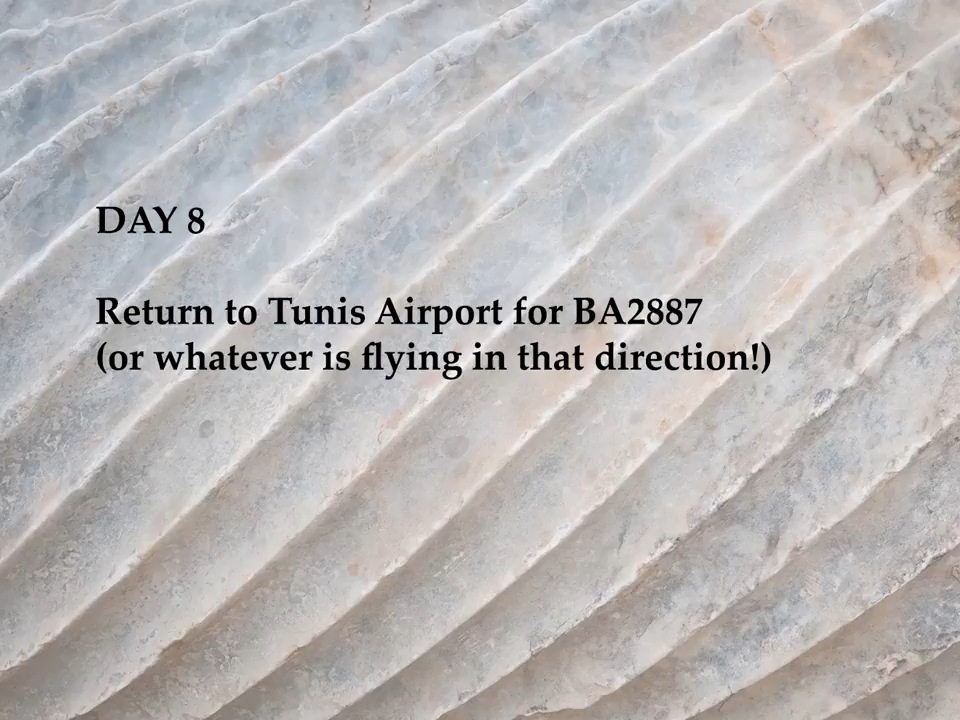 DAY 8
Return to Tunis Airport for BA2887
(or whatever is flying in that direction!)